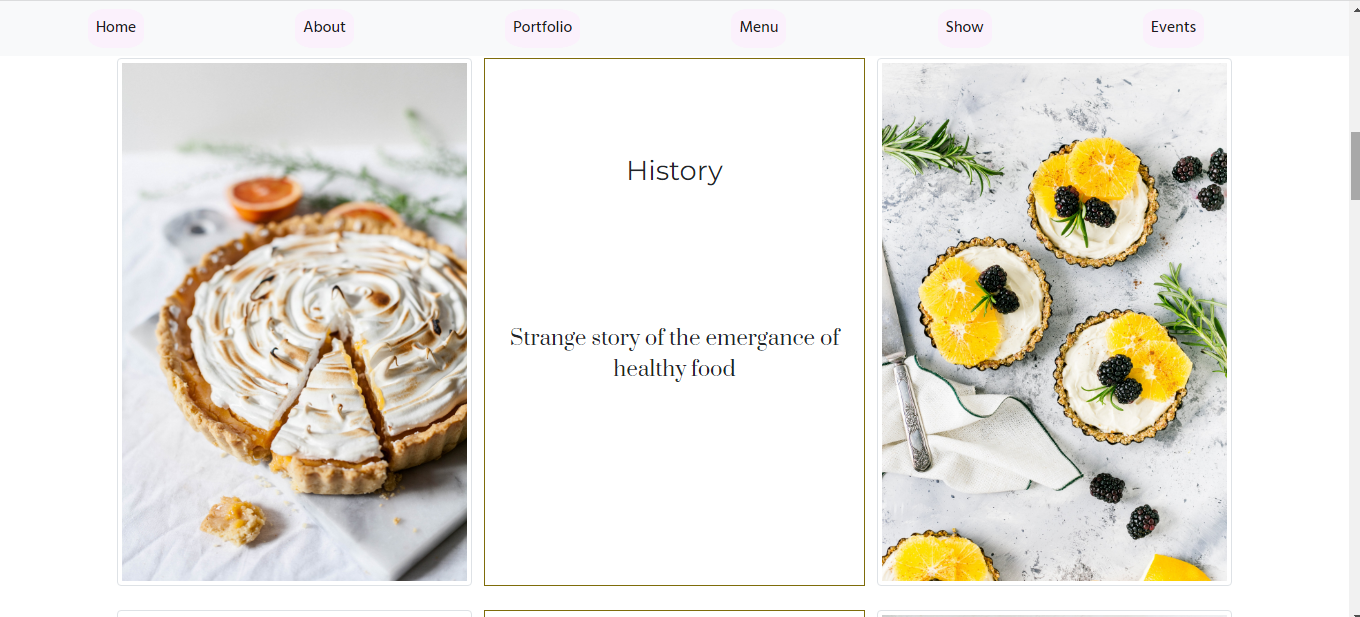 Home About Portfolio Menu Show Events
History
Strange story of the emergance of
healthy food